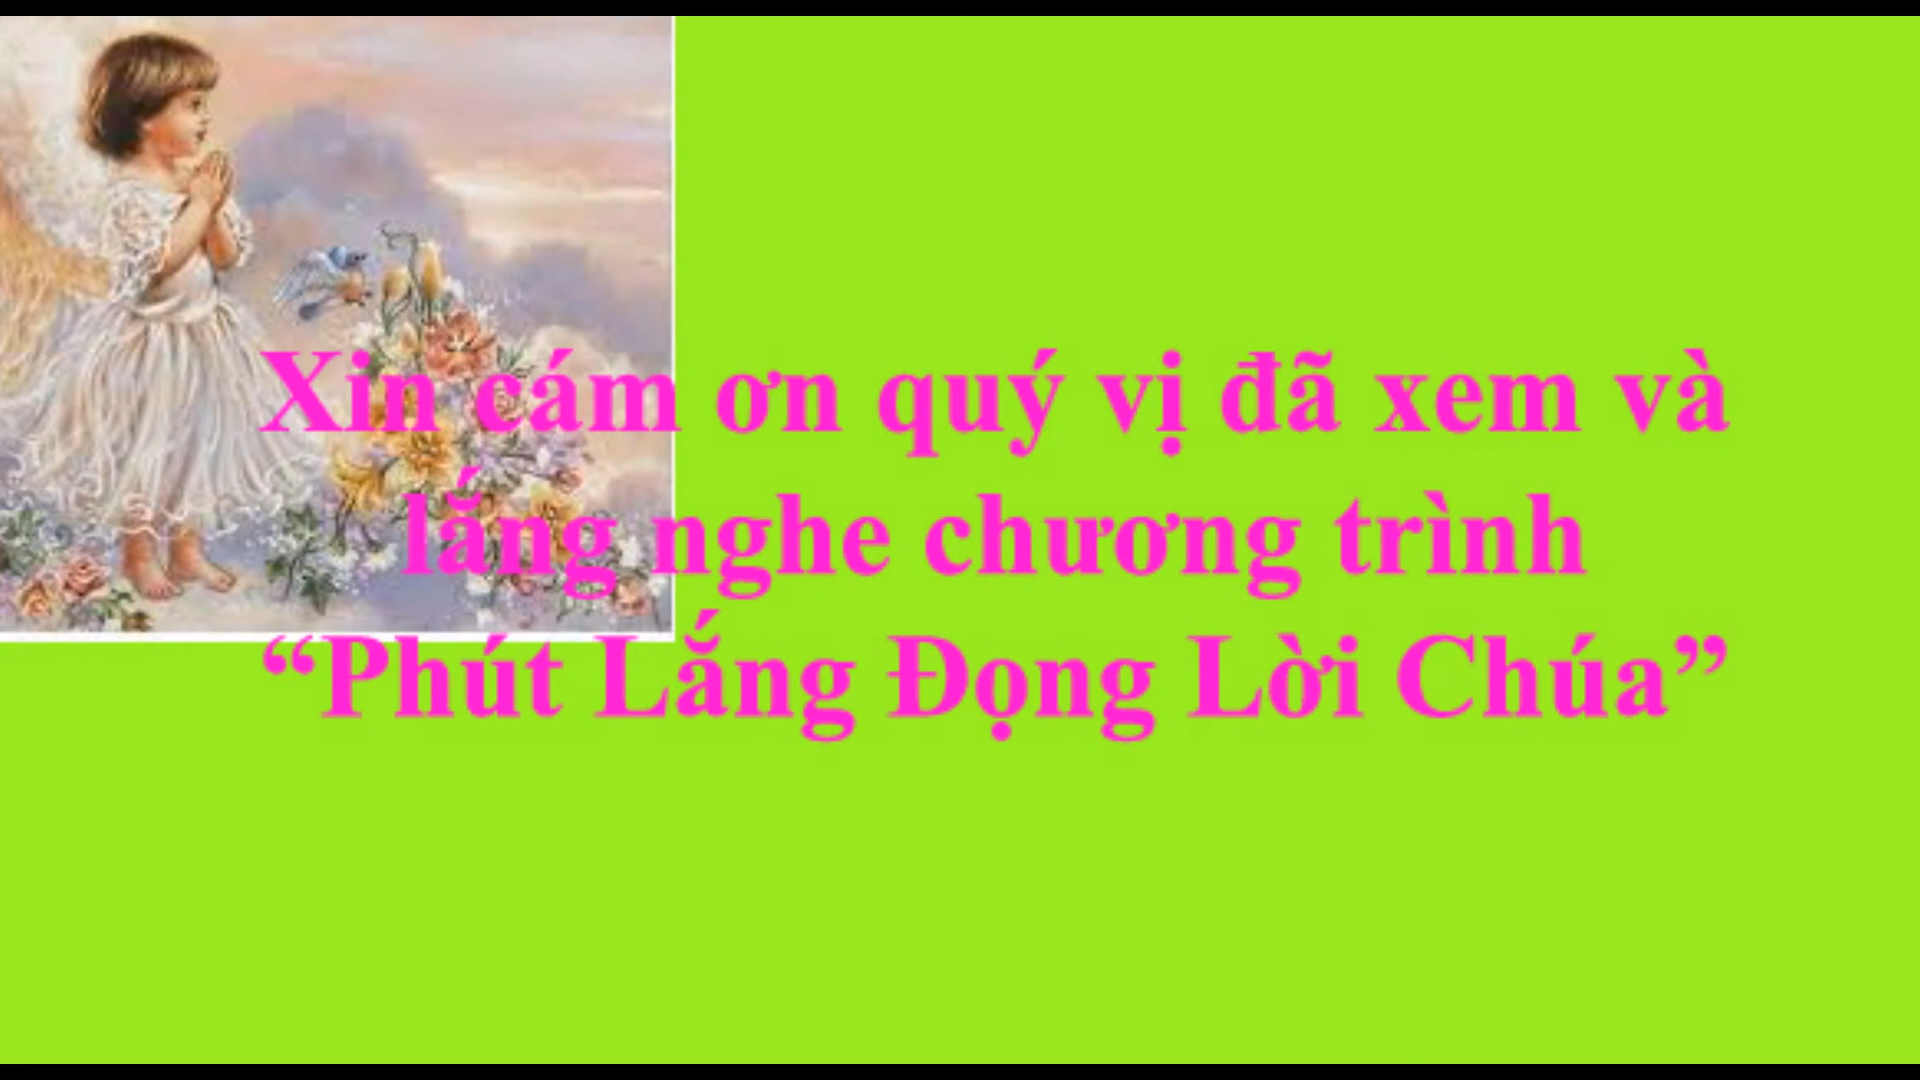 Xin cám ơn quý vị đã xem và
lắng nghe chương trình
“Phút Lắng Đọng Lời Chúa”